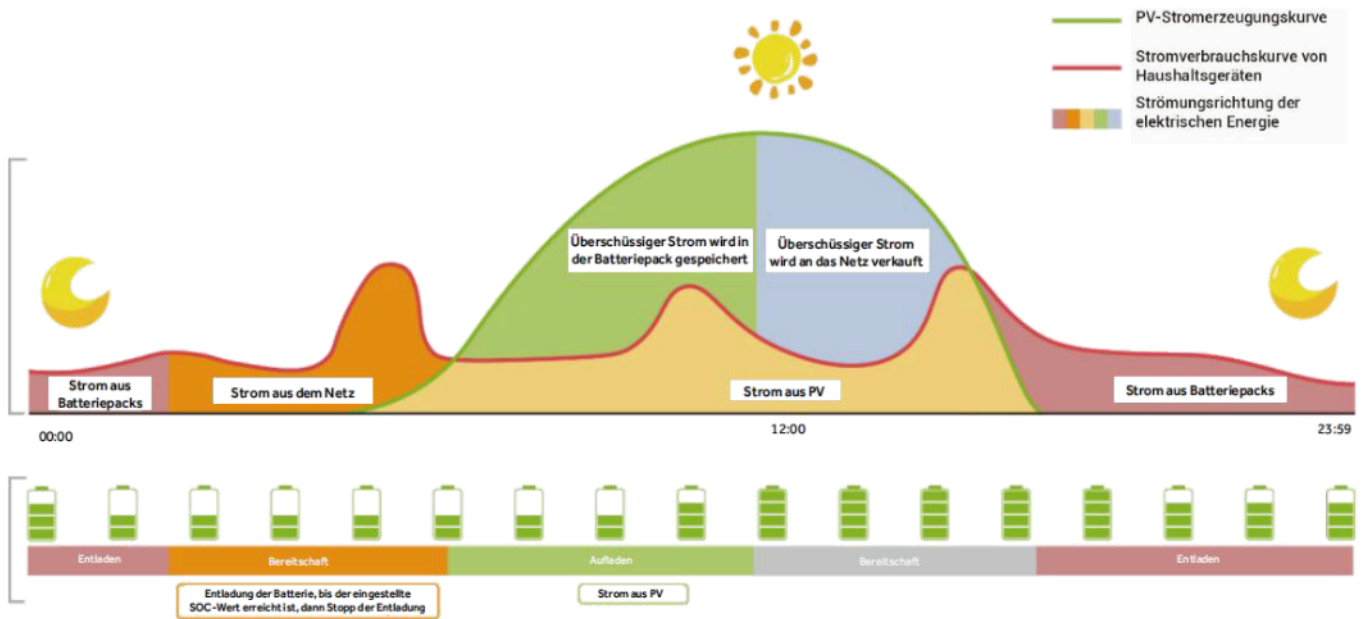 PV-Stromerzeugungskurve
Stromverbrauchskurve von
Haushaltsgeräten
Strömungsrichtung der
elektrischen Energie
Überschüssiger Strom wird in
der Batteriepack gespeichert
Überschüssiger Strom
wird an das Netz verkauft
Strom aus
Batteriepacks
Strom aus dem Netz
Strom aus PV
Strom aus Batteriepacks
00:00
12:00
23:59
Entladen
Bereitschaft
Aufladen
Bereitschaft
Entladen
Entladung der Batterie, bis der eingestellte
SOC-Wert erreicht ist, dann Stopp der Entladung
Strom aus PV